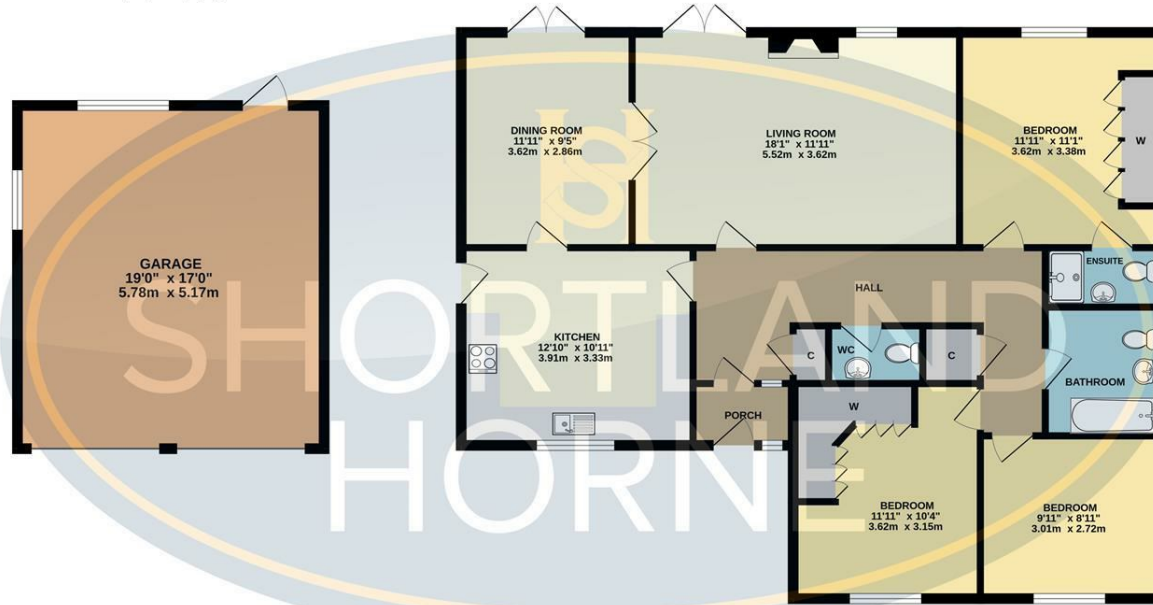 DINING ROOM
11'11" x 9'5"
3.62m x 2.86m
LIVING ROOM
18'1" x 11'11"
5.52m x 3.62m
BEDROOM
11'11" x 11'1"
3.62m x 3.38m
W
GARAGE
19'0" x 17'0"
5.78m x 5.17m
ENSUITE
HALL
KITCHEN
12'10" x 10'11"
3.91m x 3.33m
C
WC
C
BATHROOM
PORCH
W
BEDROOM
11'11" x 10'4"
3.62m x 3.15m
BEDROOM
9'11" x 8'11"
3.01m x 2.72m
SHORTLAND
HORNE